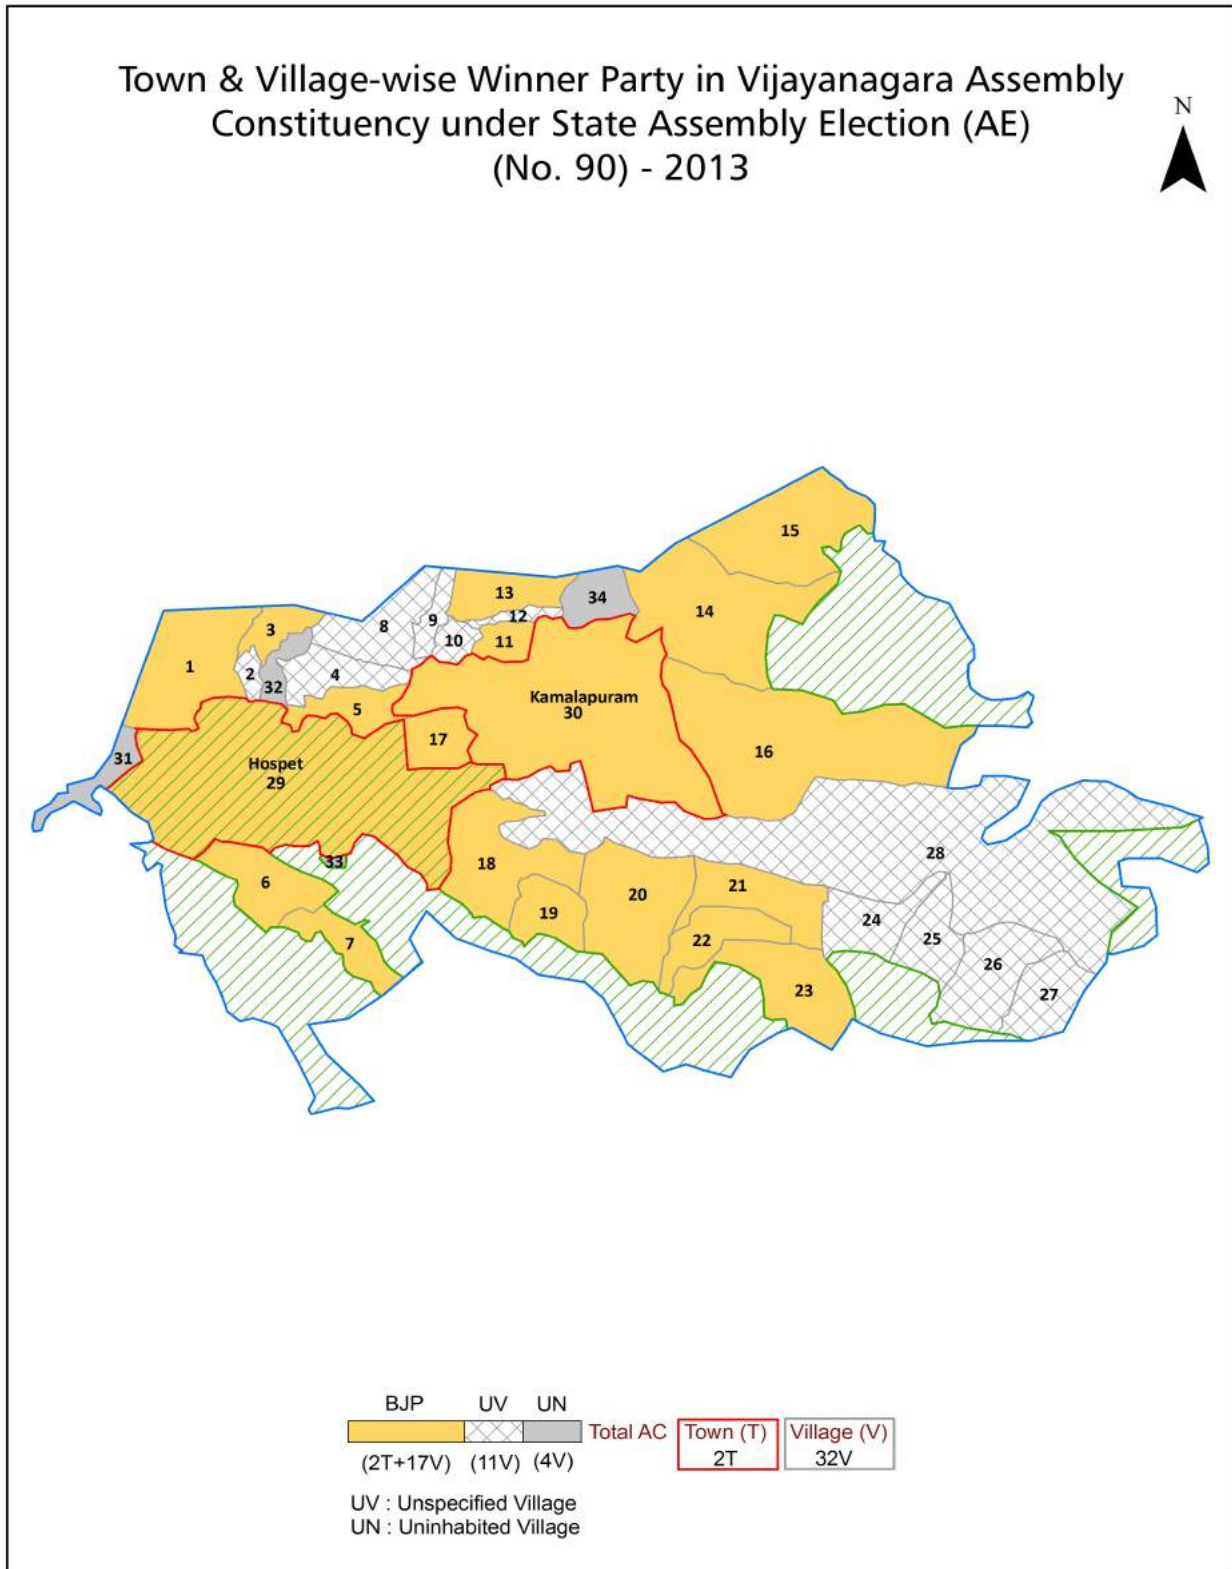 Town & Village-wise Winner Party in Vijayanagara Assembly
Constituency under State Assembly Election (AE)
(No. 90) - 2013
N
15
13
34
14
12
9
8
3
10
11
1
2
4
32
Kamalapuram
30
5
17
16
31
Hospet
29
28
33
18
6
21
20
19
24
22
25
7
26
23
27
BJP UV UN
Total AC Town (T) Village (V)
2T 32V
(2T+17V) (11V) (4V)
UV : Unspecified Village
UN : Uninhabited Village